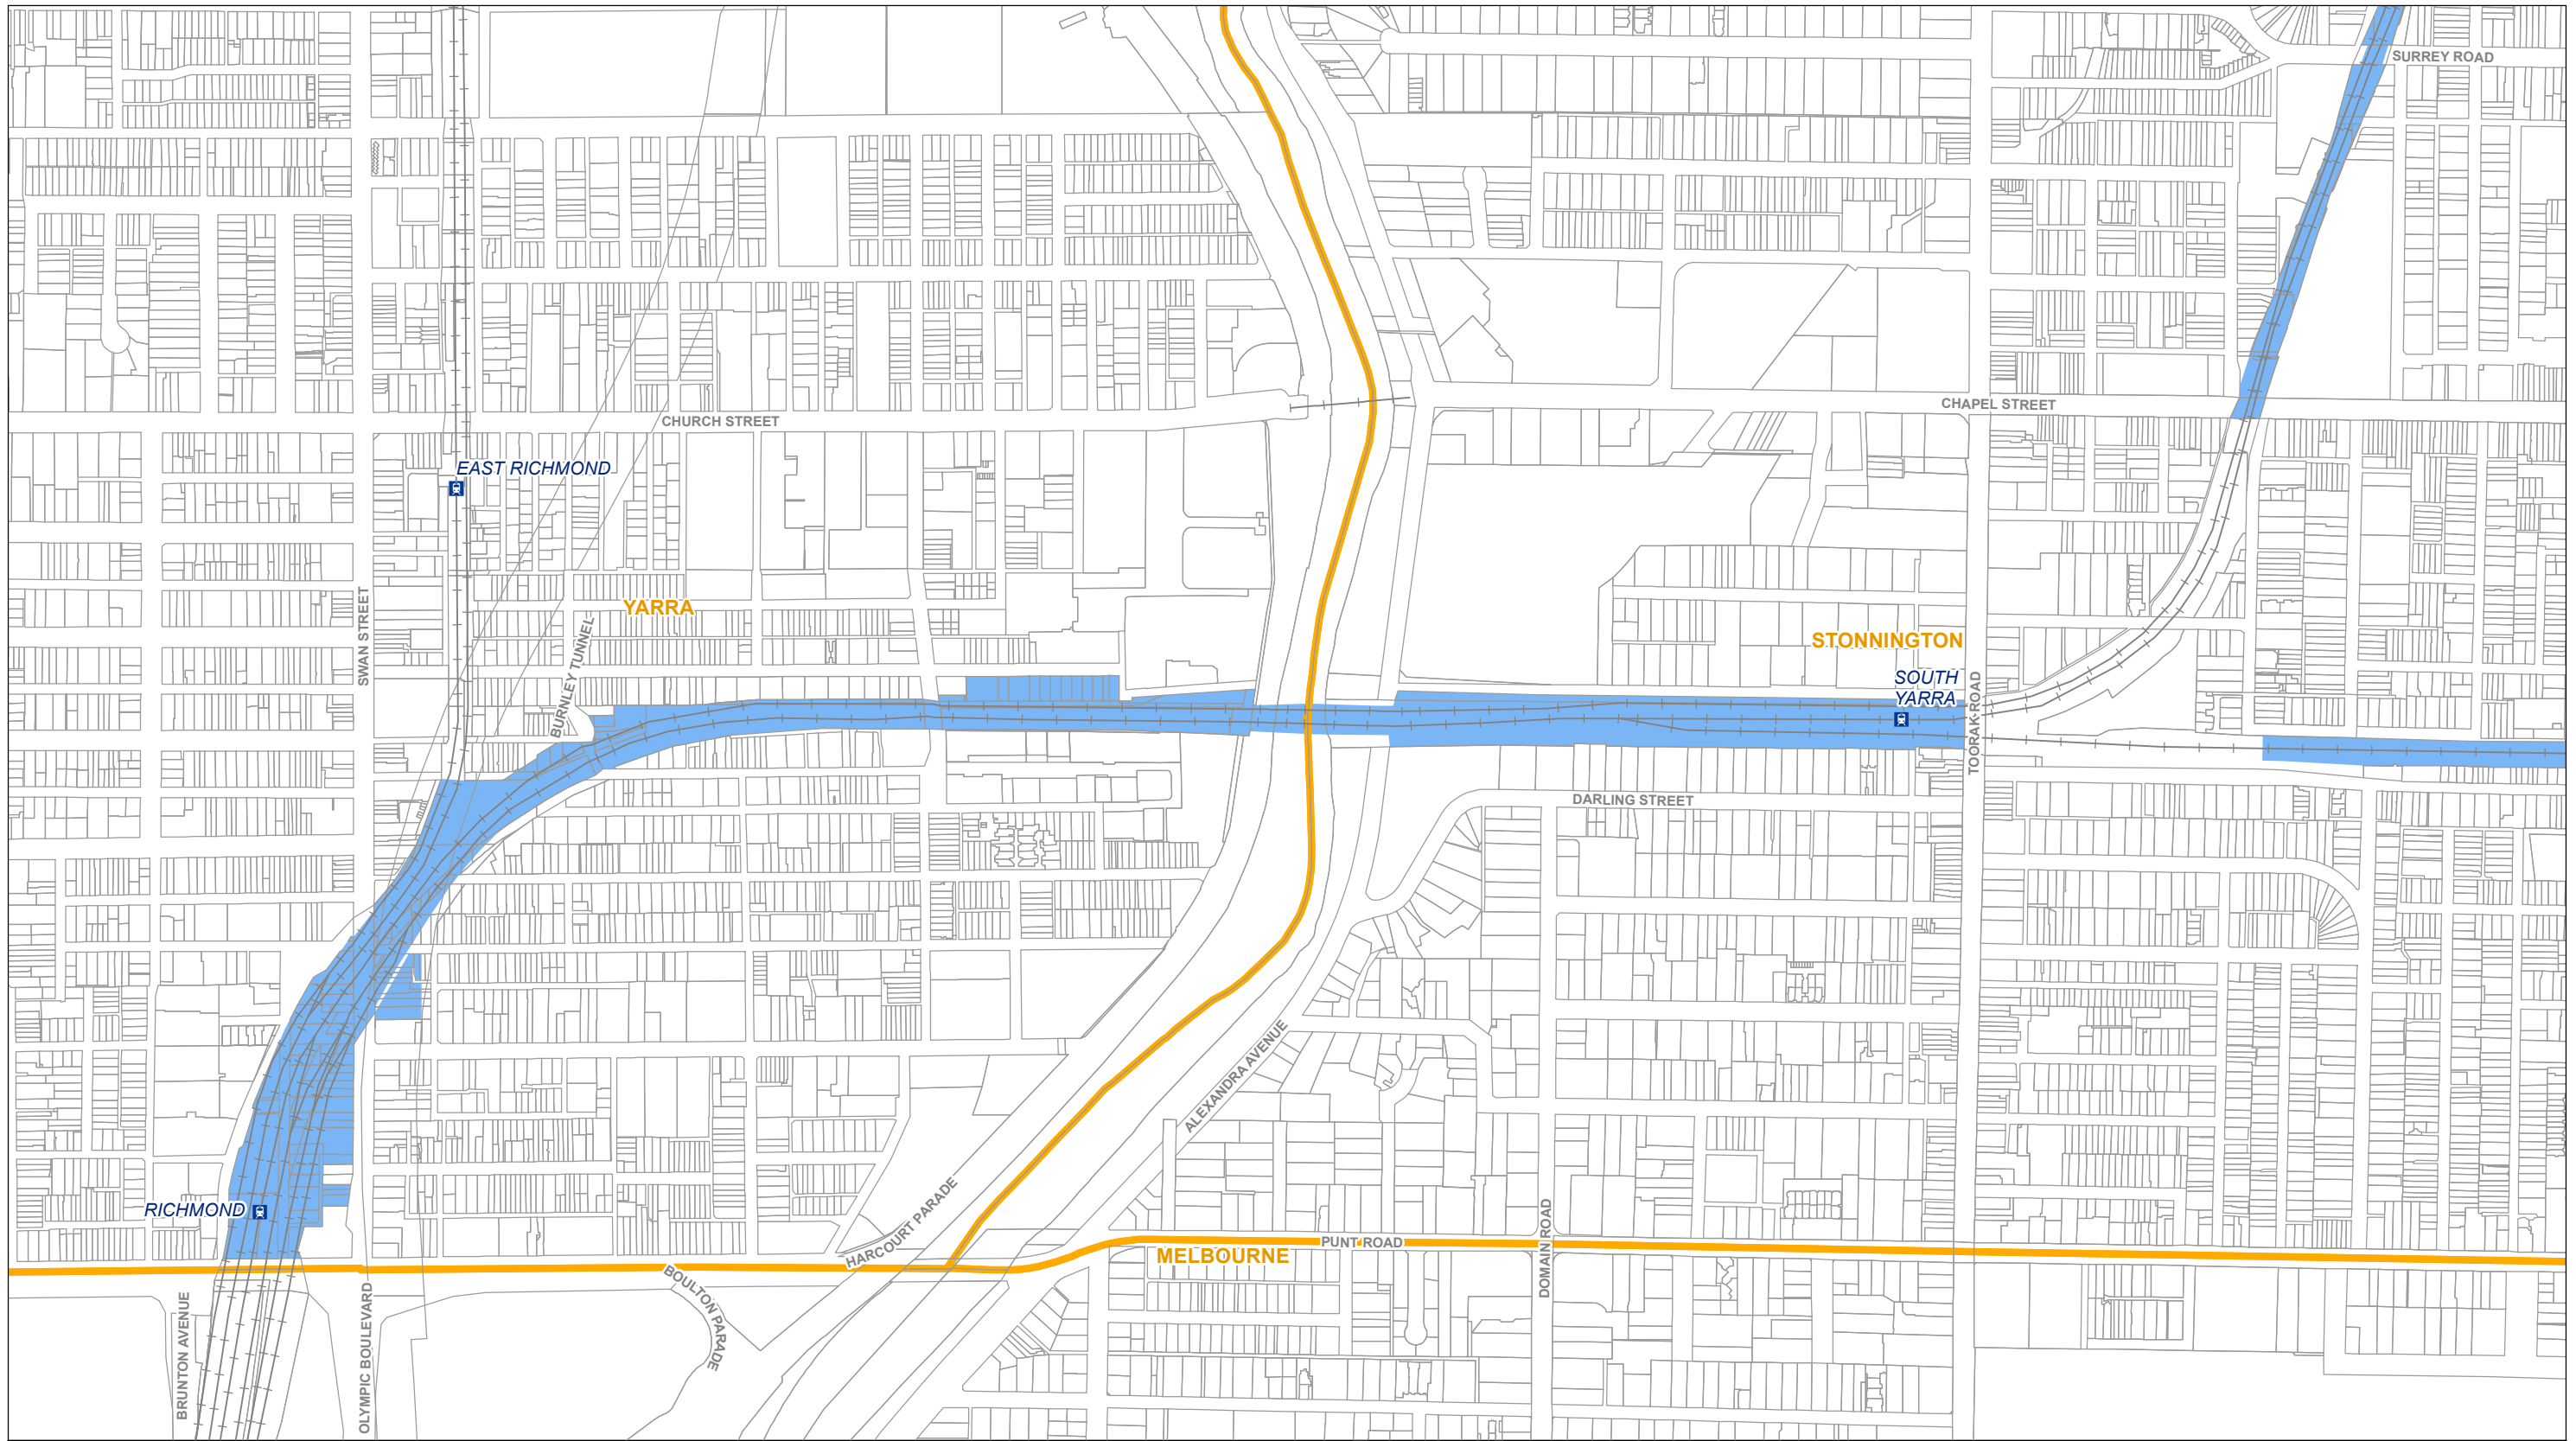 SURREY ROAD
CHAPEL STREET
CHURCH STREET
EAST RICHMOND
YARRA
SWAN STREET
BURNLEY TUNNEL
STONNINGTON
SOUTH
YARRA
TOORAK ROAD
DARLING STREET
ALEXANDRA AVENUE
RICHMOND
HARCOURT PARADE
DOMAIN ROAD
PUNT ROAD
MELBOURNE
BOULTON PARADE
BRUNTON AVENUE
OLYMPIC BOULEVARD